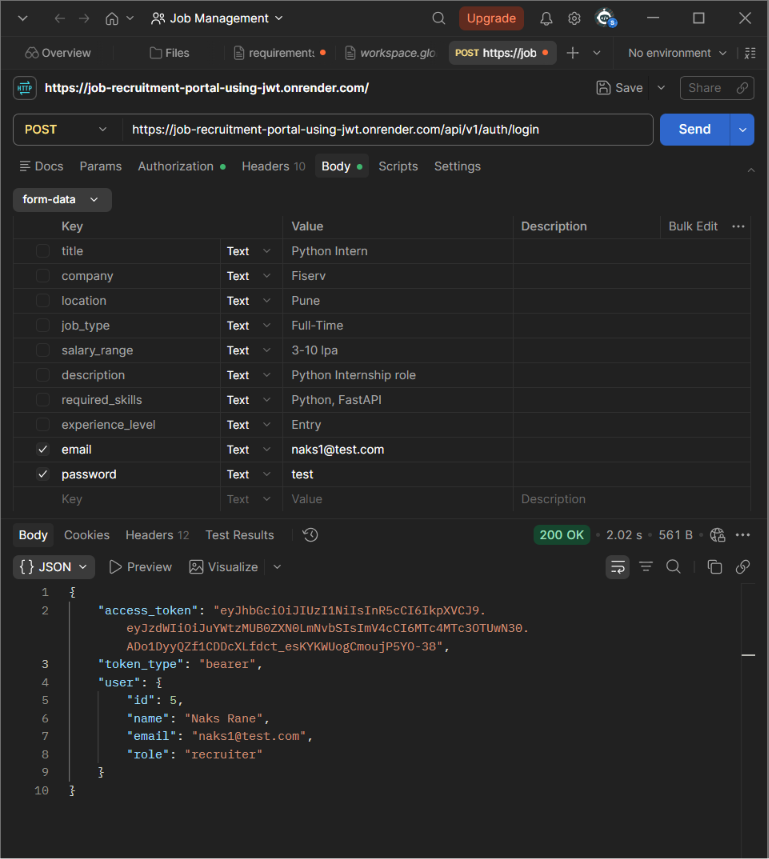 Job Management Upgrade
Overview Files requirement: workspace.glo POST https://job No environment
HTTP https://job-recruitment-portal-using-jwt.onrender.com/ Save Share
POST https://job-recruitment-portal-using-jwt.onrender.com/api/v1/auth/login Send
Docs Params Authorization Headers 10 Body Scripts Settings
form-data
Key Value Description Bulk Edit
title Text Python Intern
company Text Fiserv
location Text Pune
job_type Text Full-Time
salary_range Text 3-10 lpa
description Text Python Internship role
required_skills Text Python, FastAPI
experience_level Text Entry
email Text naks1@test.com
password Text test
Key Text Value Description
Body Cookies Headers 12 Test Results 200 OK • 2.02 s • 561 B
{} JSON Preview Visualize
1 {
2 "access_token": "eyJhbGciOiJIUzI1NiIsInR5cCI6IkpXVCJ9.
eyJzdWIiOiJuYWtzMUB0ZXN0LmNvbSIsImV4cCI6MTc4MTc3OTUwN30.
ADo1DyyQZf1CODcXLfdct_esKYKWUogCmoujP5YO-38",
3 "token_type": "bearer",
4 "user": {
5 "id": 5,
6 "name": "Naks Rane",
7 "email": "naks1@test.com",
8 "role": "recruiter"
9 }
10 }